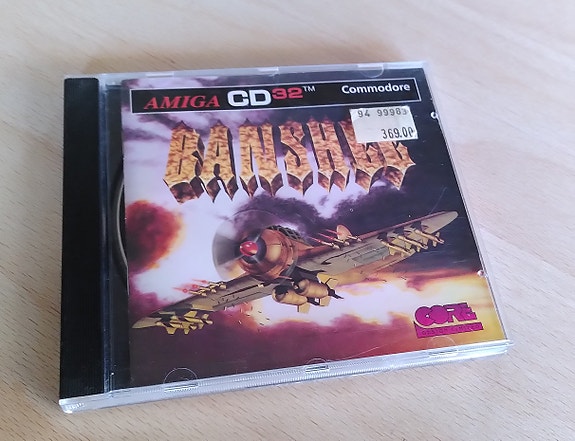 AMIGA CD32™ Commodore
94 99983
369.00
BANSHEE
CORE